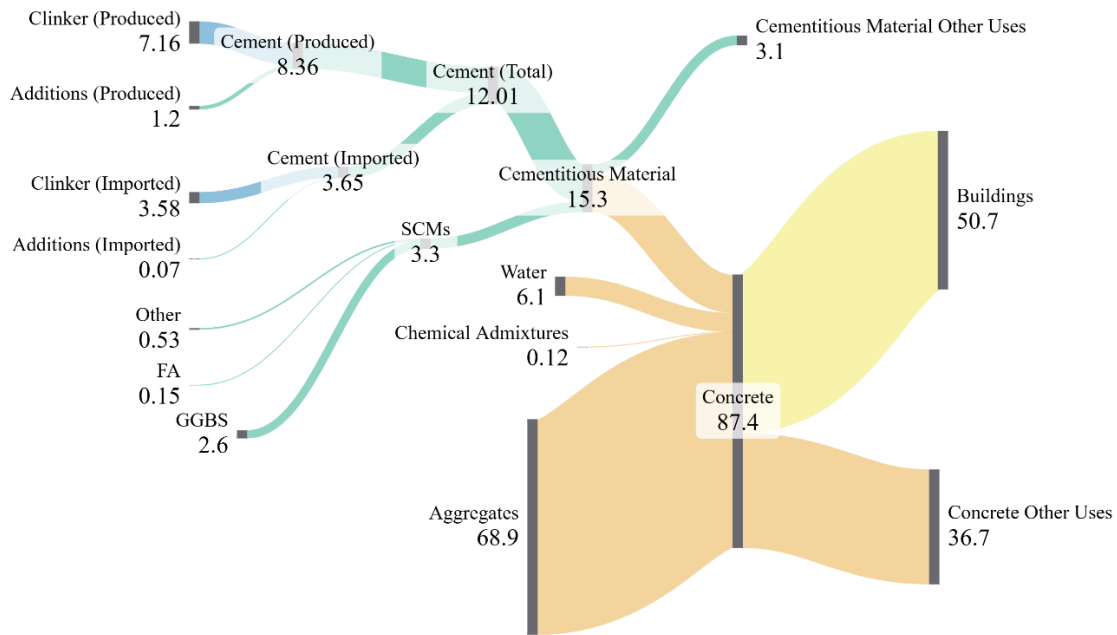 Clinker (Produced)
7.16
Cement (Produced)
8.36
Additions (Produced)
1.2
Cement (Total)
12.01
Cementitious Material Other Uses
3.1
Cement (Imported)
3.65
Clinker (Imported)
3.58
Cementitious Material
15.3
Additions (Imported)
0.07
SCMs
3.3
Buildings
50.7
Water
6.1
Other
0.53
Chemical Admixtures
0.12
FA
0.15
GGBS
2.6
Concrete
87.4
Aggregates
68.9
Concrete Other Uses
36.7